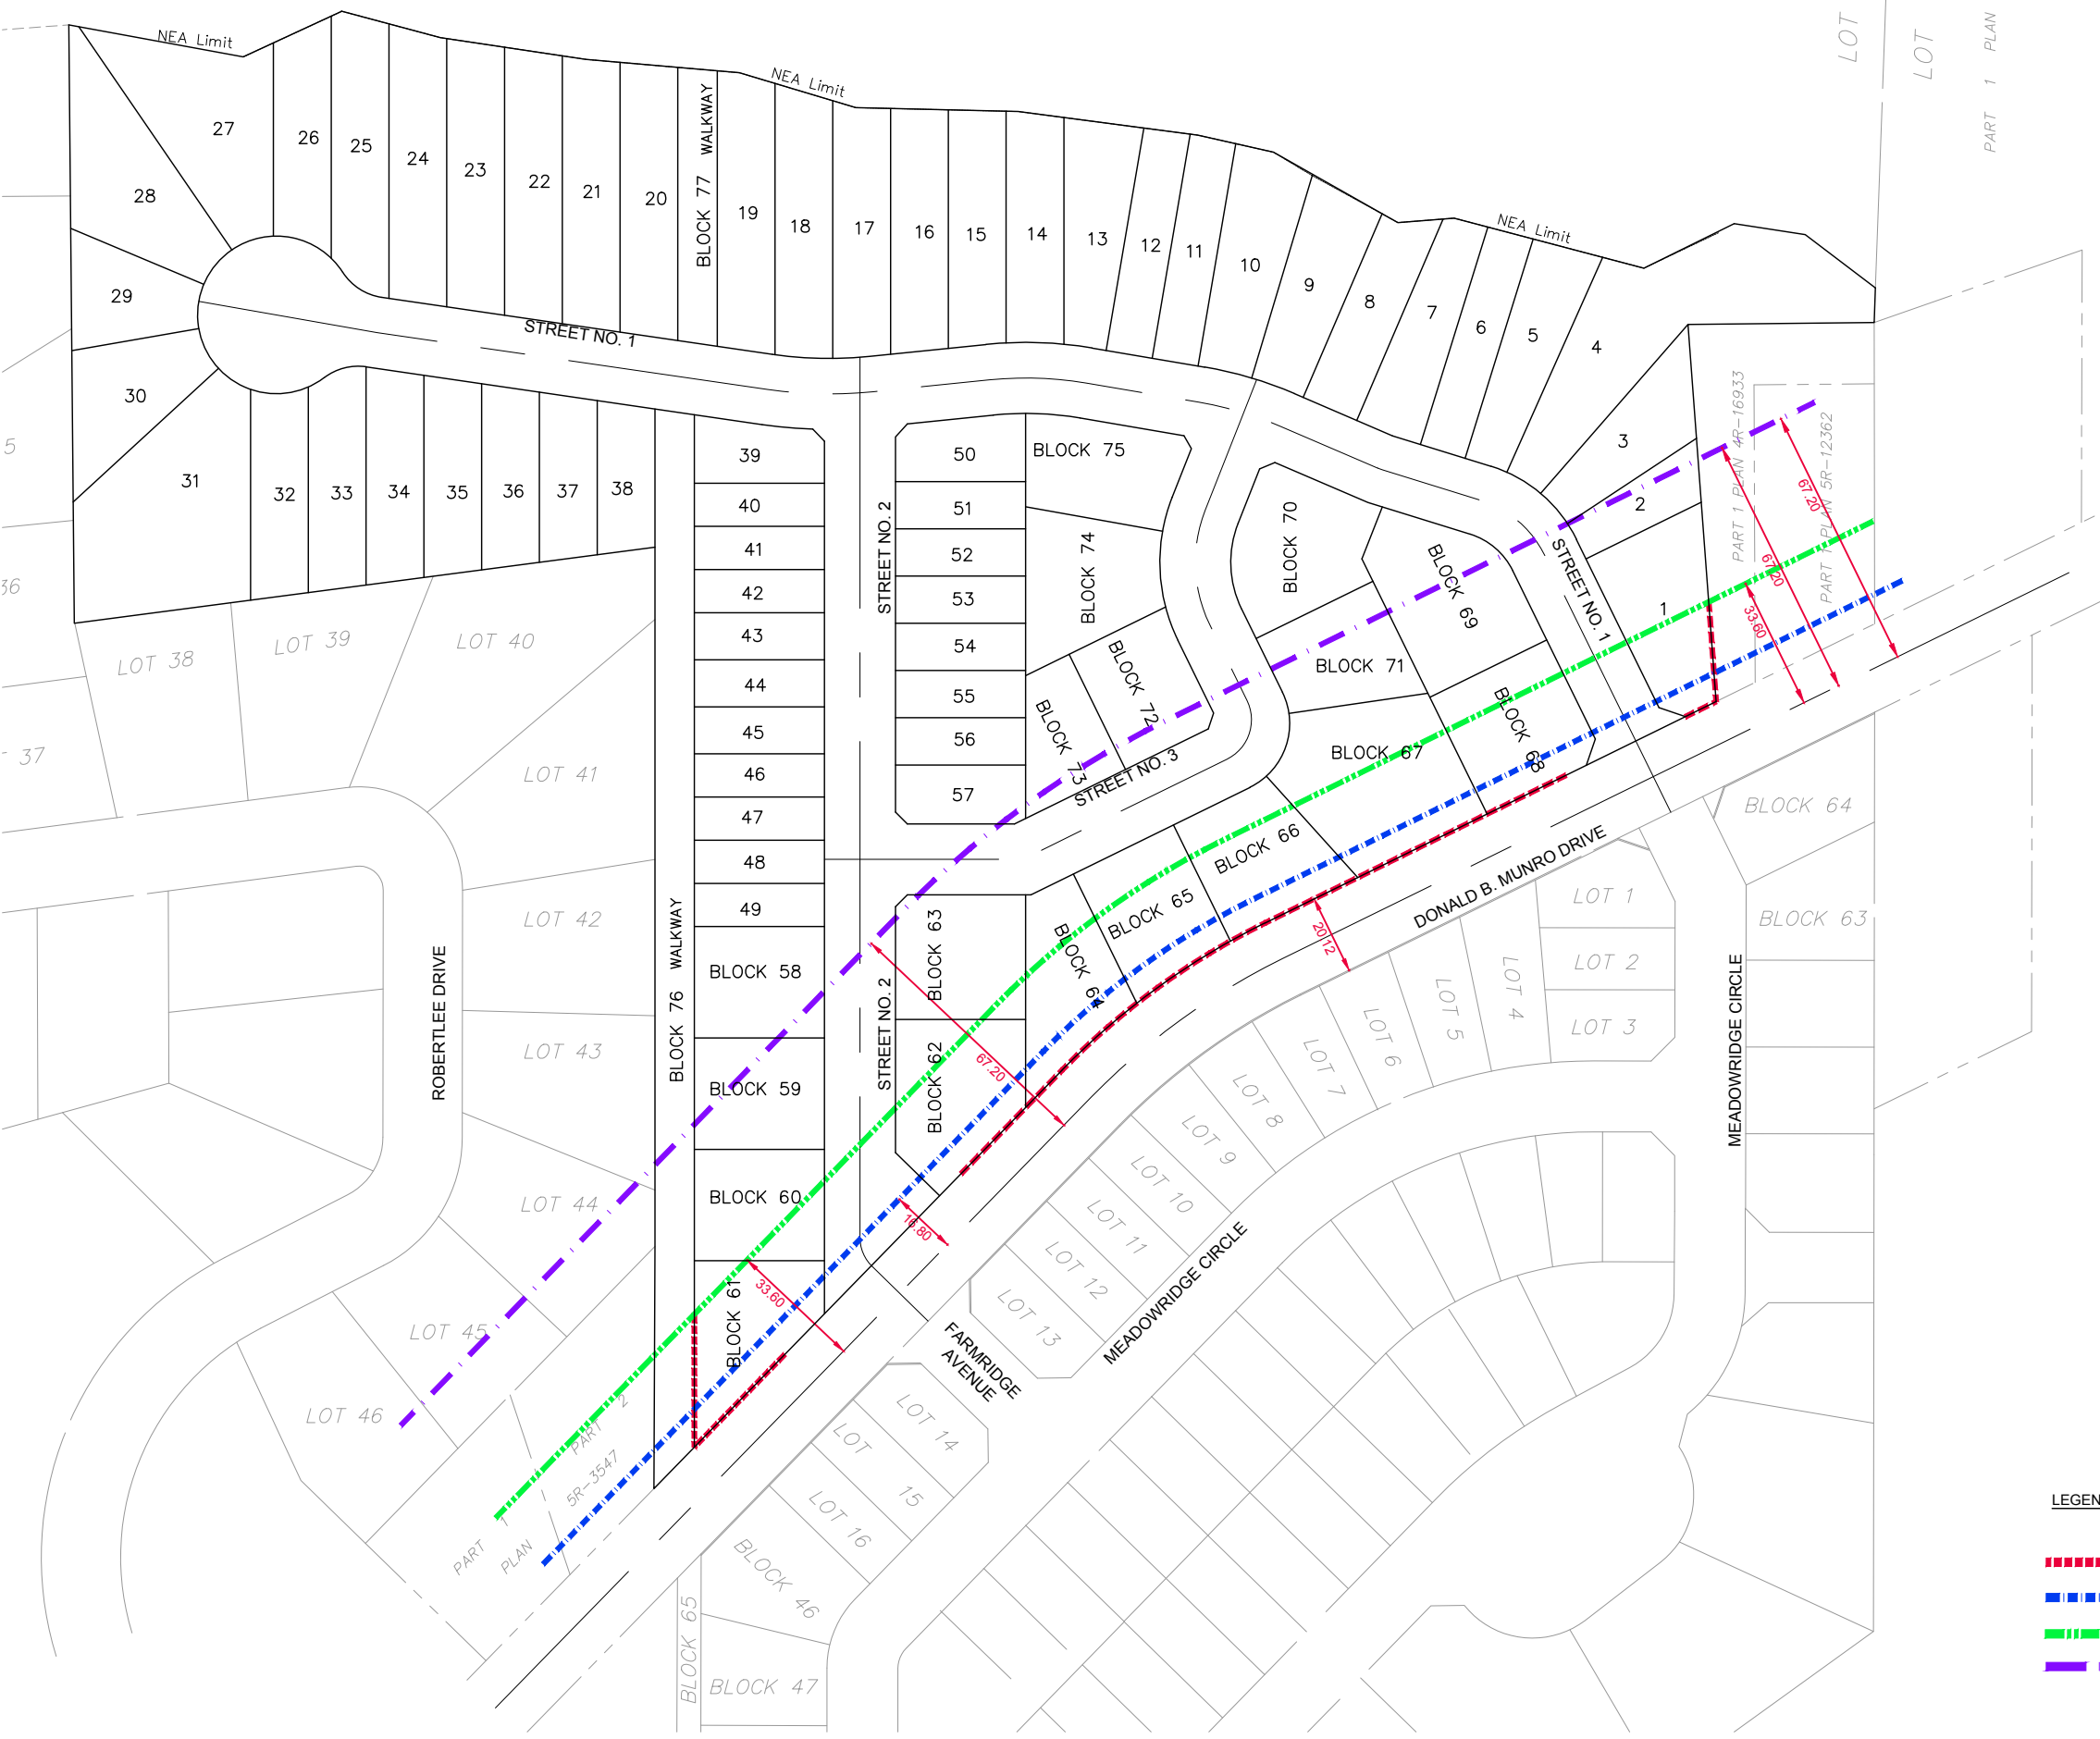 LOT
LOT
PART 1 PLAN
NEA Limit
NEA Limit
NEA Limit
27
26
25
24
23
22
21
20
BLOCK 77 WALKWAY
19
18
17
16
15
14
13
12
11
10
9
8
7
6
5
4
3
2
1
28
29
30
31
32
33
34
35
36
37
38
STREET NO. 1
39
40
41
42
43
44
45
46
47
48
49
BLOCK 58
BLOCK 59
BLOCK 60
BLOCK 61
BLOCK 76 WALKWAY
STREET NO. 2
STREET NO. 2
50
51
52
53
54
55
56
57
BLOCK 75
BLOCK 74
BLOCK 73
BLOCK 72
STREET NO. 3
BLOCK 70
BLOCK 69
BLOCK 71
BLOCK 67
BLOCK 68
BLOCK 66
BLOCK 65
BLOCK 64
BLOCK 63
BLOCK 62
STREET NO. 1
PART 1 PLAN 4R-16933
PART 1 PLAN 5R-12362
67.20
67.20
33.60
20.12
67.20
16.80
33.60
DONALD B. MUNRO DRIVE
5
36
37
LOT 38
LOT 39
LOT 40
LOT 41
LOT 42
LOT 43
LOT 44
LOT 45
LOT 46
ROBERTLEE DRIVE
PART 2
5R-3547
PART 1
PLAN
BLOCK 64
BLOCK 63
LOT 1
LOT 2
LOT 3
LOT 4
LOT 5
LOT 6
LOT 7
LOT 8
LOT 9
LOT 10
LOT 11
LOT 12
LOT 13
MEADOWRIDGE CIRCLE
MEADOWRIDGE CIRCLE
FARMRIDGE
AVENUE
LOT 14
LOT 15
LOT 16
BLOCK 46
BLOCK 65
BLOCK 47
LEGEN